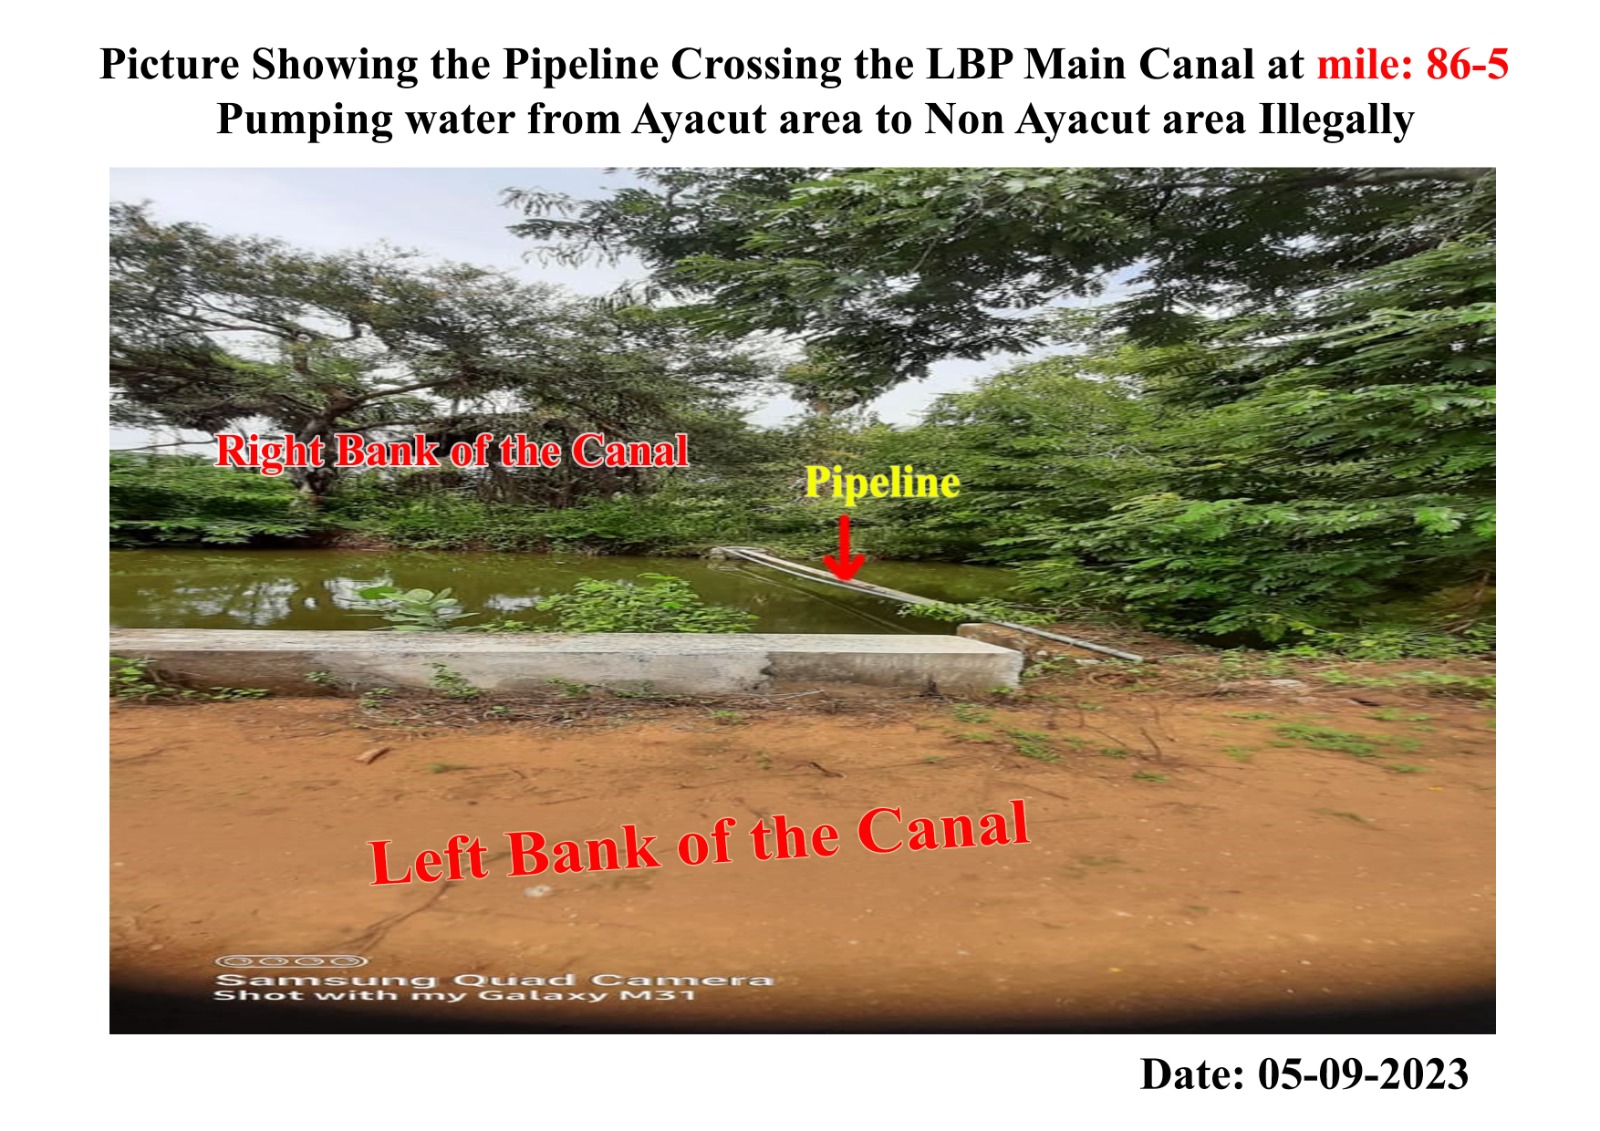 Picture Showing the Pipeline Crossing the LBP Main Canal at mile: 86-5
Pumping water from Ayacut area to Non Ayacut area Illegally
Right Bank of the Canal
Pipeline
Left Bank of the Canal
Samsung Quad Camera
Shot with my Galaxy M31
Date: 05-09-2023